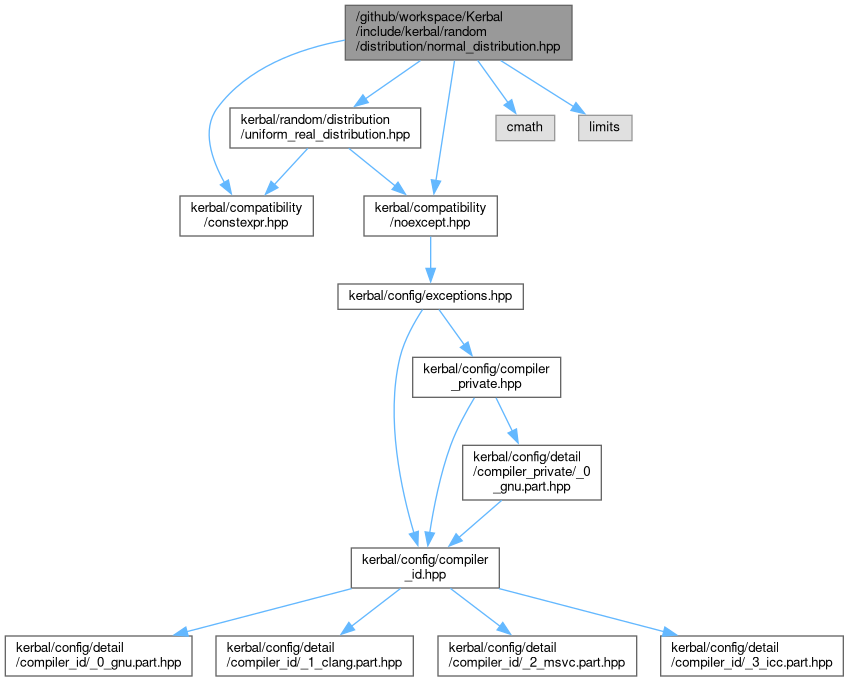 /github/workspace/Kerbal
/include/kerbal/random
/distribution/normal_distribution.hpp
kerbal/random/distribution
/uniform_real_distribution.hpp
cmath
limits
kerbal/compatibility
/constexpr.hpp
kerbal/compatibility
/noexcept.hpp
kerbal/config/exceptions.hpp
kerbal/config/compiler
_private.hpp
kerbal/config/detail
/compiler_private/_0
_gnu.part.hpp
kerbal/config/compiler
_id.hpp
kerbal/config/detail
/compiler_id/_0_gnu.part.hpp
kerbal/config/detail
/compiler_id/_1_clang.part.hpp
kerbal/config/detail
/compiler_id/_2_msvc.part.hpp
kerbal/config/detail
/compiler_id/_3_icc.part.hpp